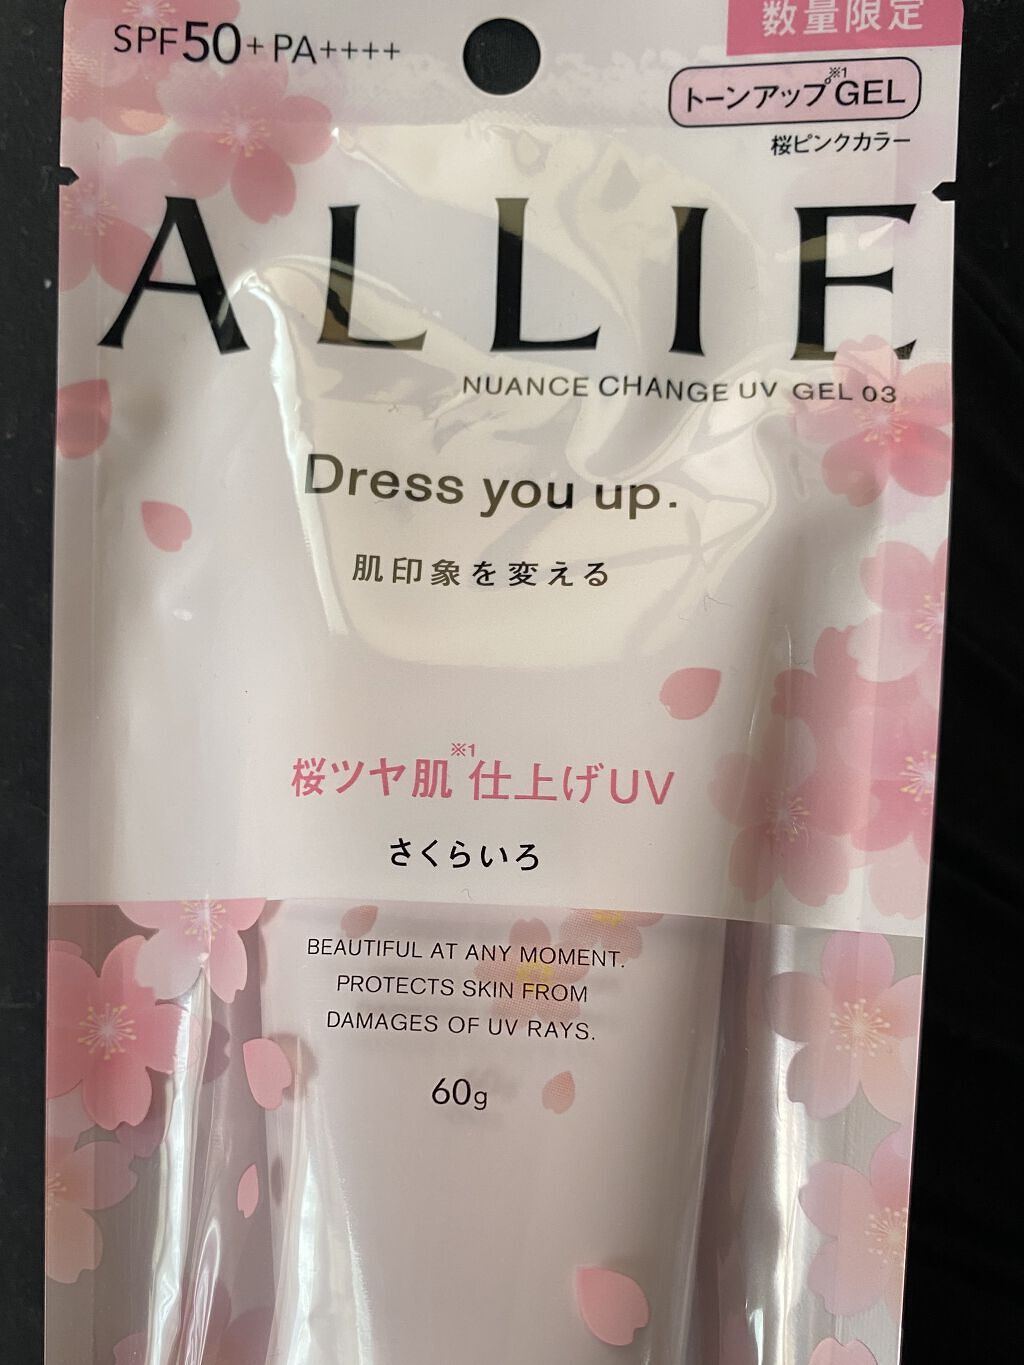 SPF50+PA++++
数量限定
トーンアップ※1GEL
桜ピンクカラー
ALLIE
NUANCE CHANGE UV GEL 03
Dress you up.
肌印象を変える
桜ツヤ肌※1仕上げUV
さくらいろ
BEAUTIFUL AT ANY MOMENT.
PROTECTS SKIN FROM
DAMAGES OF UV RAYS.
60g